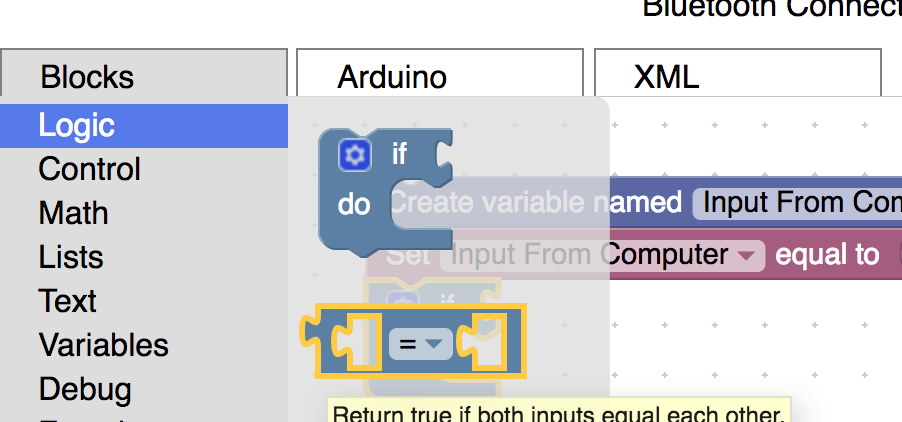 Bluetooth Connect
Blocks
Arduino
XML
Logic
Control
Math
Lists
Text
Variables
Debug
if
do
Create variable named Input From Com
Set Input From Computer equal to
if
=
Return true if both inputs equal each other.